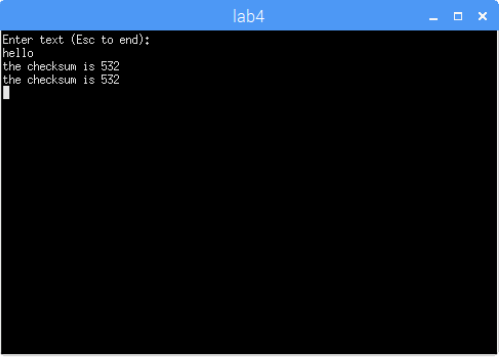 lab4
Enter text (Esc to end):
hello
the checksum is 532
the checksum is 532